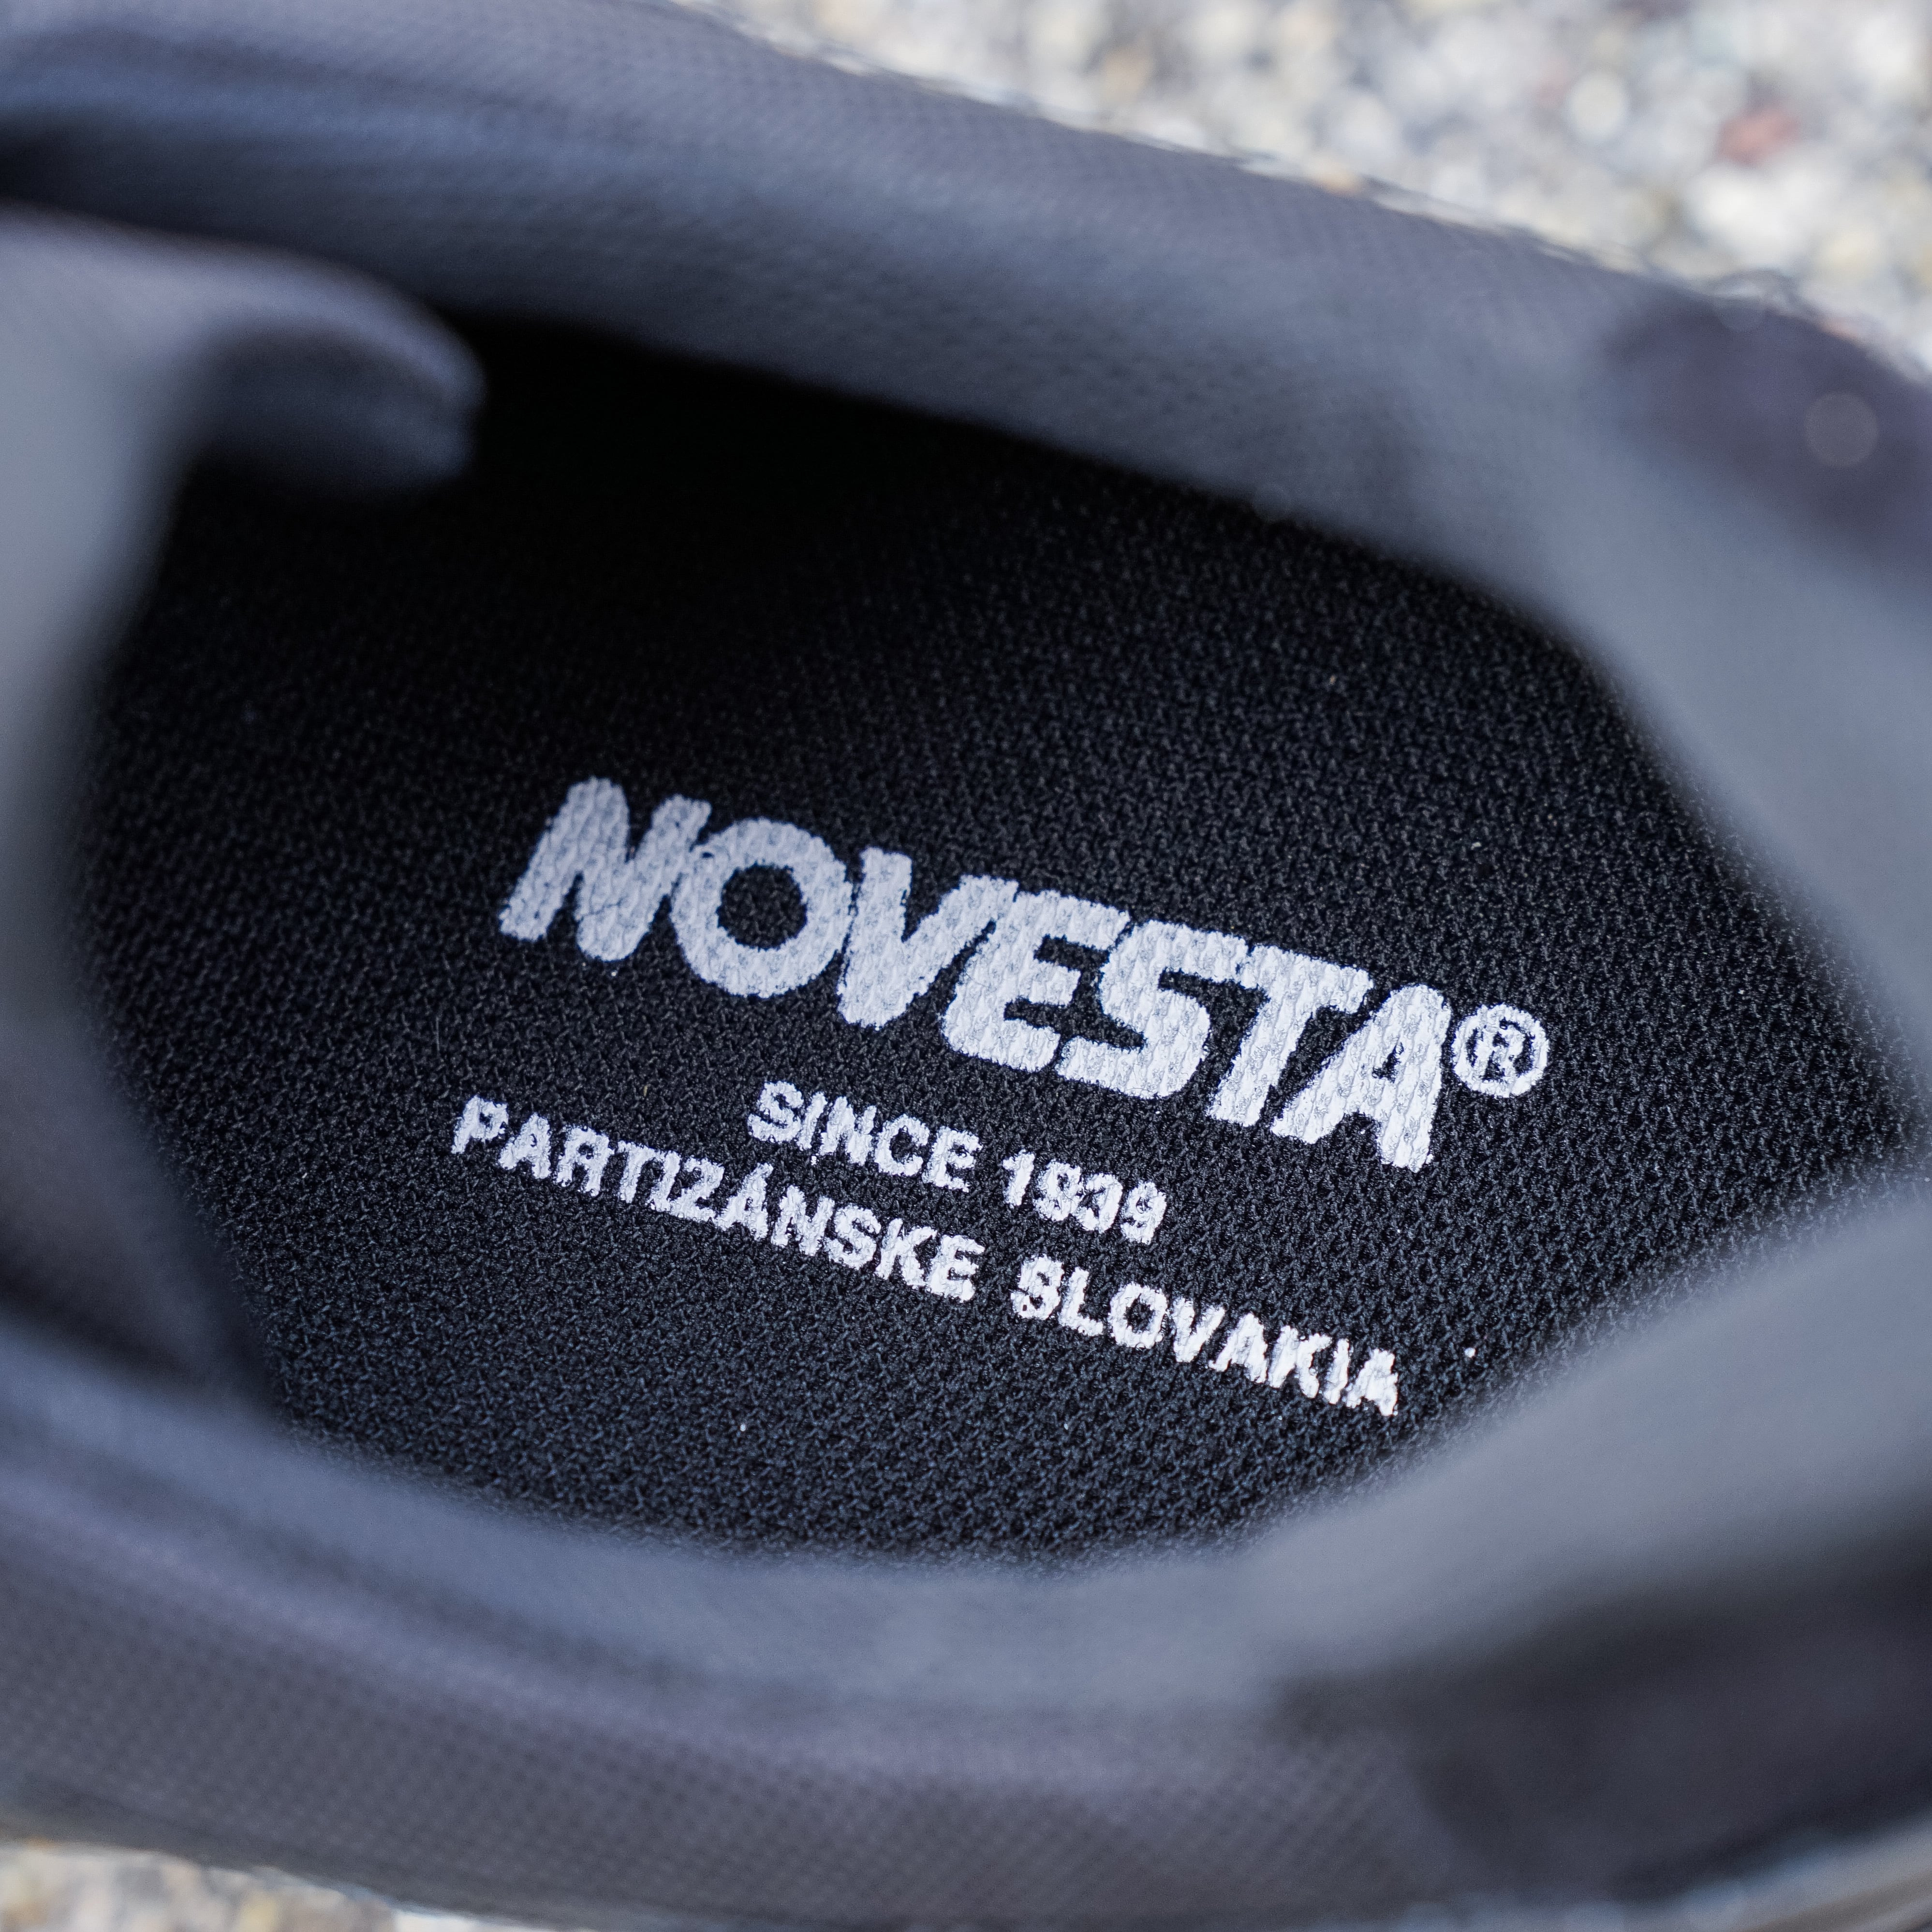 NOVESTA®
SINCE 1939
PARTIZÁNSKE SLOVAKIA